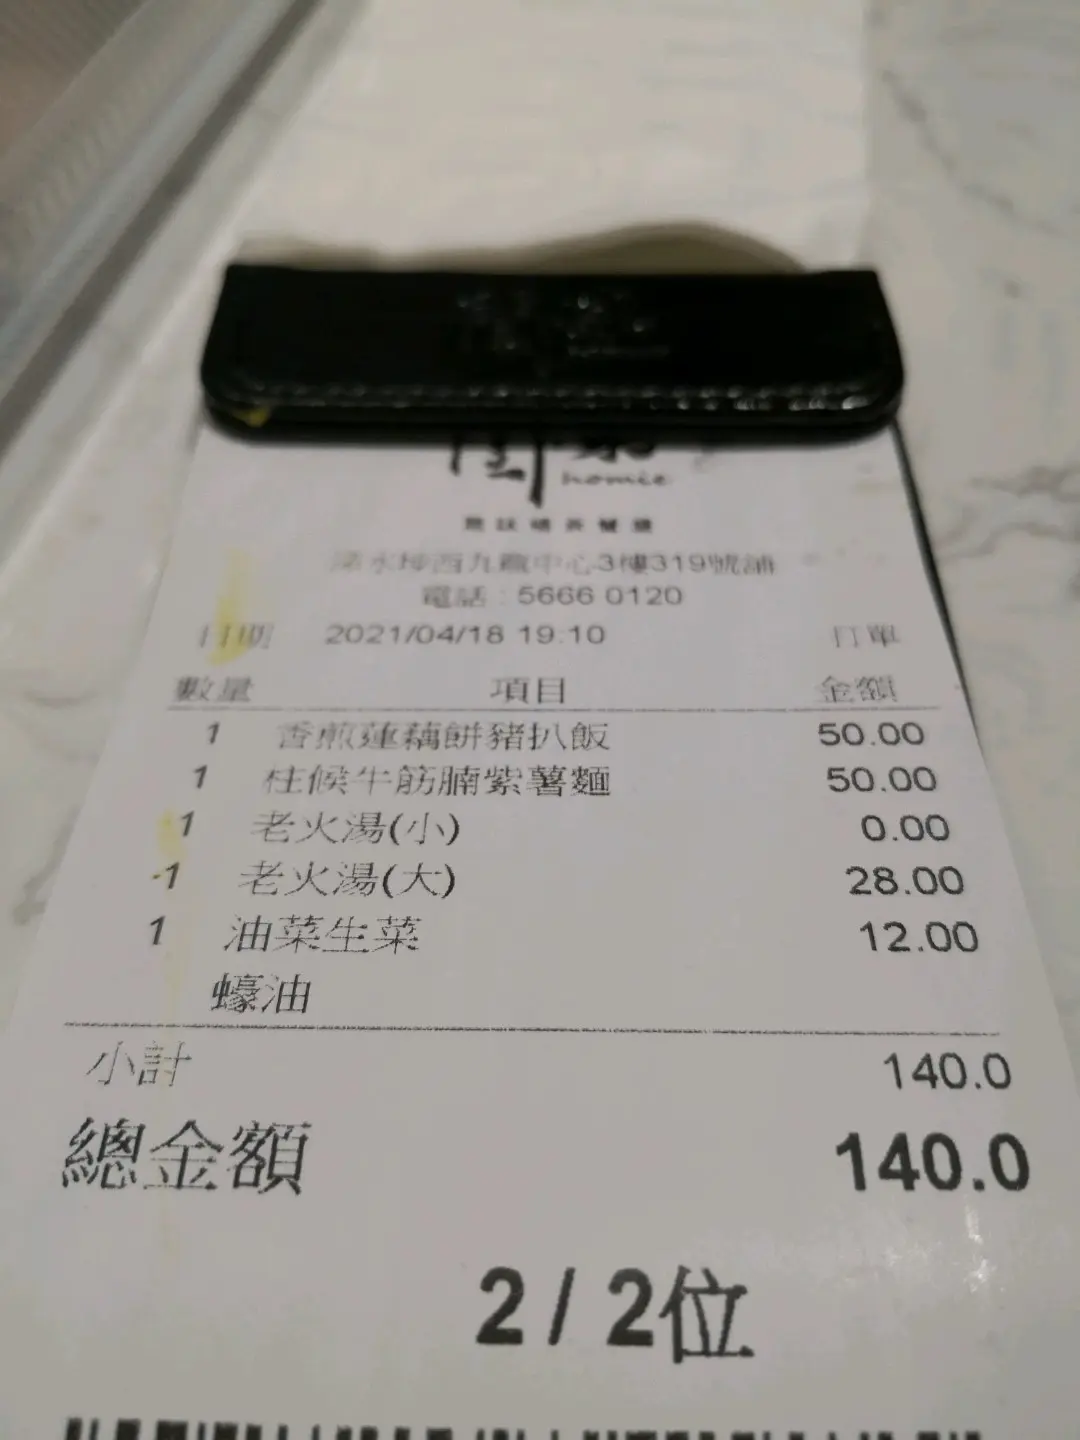 homie
深水埗西九龍中心3樓319號舖
電話：5666 0120
日期 2021/04/18 19:10 打單
數量 項目 金額
1 香煎蓮藕餅豬扒飯 50.00
1 柱候牛筋腩紫薯麵 50.00
1 老火湯(小) 0.00
1 老火湯(大) 28.00
1 油菜生菜 12.00
蠔油
小計 140.0
總金額 140.0
2 / 2位